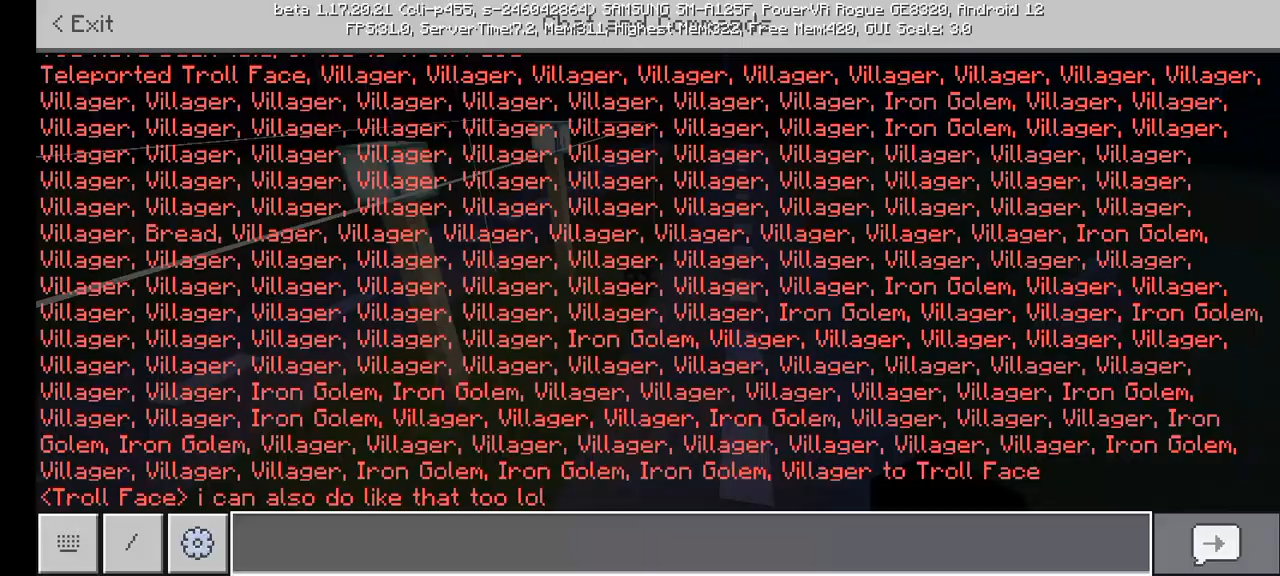 beta 1.17.20.21 (cli-p455, s-246042864) SAMSUNG SM-A125F, PowerVR Rogue GE8320, Android 12
< Exit
Chat and Commands
FPS:31.0, ServerTime:7.2, Mem:311, Highest Mem:332, Free Mem:420, GUI Scale: 3.0
Teleported Troll Face, Villager, Villager, Villager, Villager, Villager, Villager, Villager, Villager, Villager,
Villager, Villager, Villager, Villager, Villager, Villager, Villager, Villager, Iron Golem, Villager, Villager,
Villager, Villager, Villager, Villager, Villager, Villager, Villager, Villager, Iron Golem, Villager, Villager,
Villager, Villager, Villager, Villager, Villager, Villager, Villager, Villager, Villager, Villager, Villager,
Villager, Villager, Villager, Villager, Villager, Villager, Villager, Villager, Villager, Villager, Villager,
Villager, Villager, Villager, Villager, Villager, Villager, Villager, Villager, Villager, Villager, Villager,
Villager, Bread, Villager, Villager, Villager, Villager, Villager, Villager, Villager, Villager, Iron Golem,
Villager, Villager, Villager, Villager, Villager, Villager, Villager, Villager, Villager, Villager, Villager,
Villager, Villager, Villager, Villager, Villager, Villager, Villager, Villager, Iron Golem, Villager, Villager,
Villager, Villager, Villager, Villager, Villager, Villager, Villager, Iron Golem, Villager, Villager, Iron Golem,
Villager, Villager, Villager, Villager, Villager, Iron Golem, Villager, Villager, Villager, Villager, Villager,
Villager, Villager, Villager, Villager, Villager, Villager, Villager, Villager, Villager, Villager, Villager,
Villager, Villager, Iron Golem, Iron Golem, Villager, Villager, Villager, Villager, Villager, Iron Golem,
Villager, Villager, Iron Golem, Villager, Villager, Villager, Iron Golem, Villager, Villager, Villager, Iron
Golem, Iron Golem, Villager, Villager, Villager, Villager, Villager, Villager, Villager, Villager, Iron Golem,
Villager, Villager, Villager, Iron Golem, Iron Golem, Iron Golem, Villager to Troll Face
<Troll Face> i can also do like that too lol